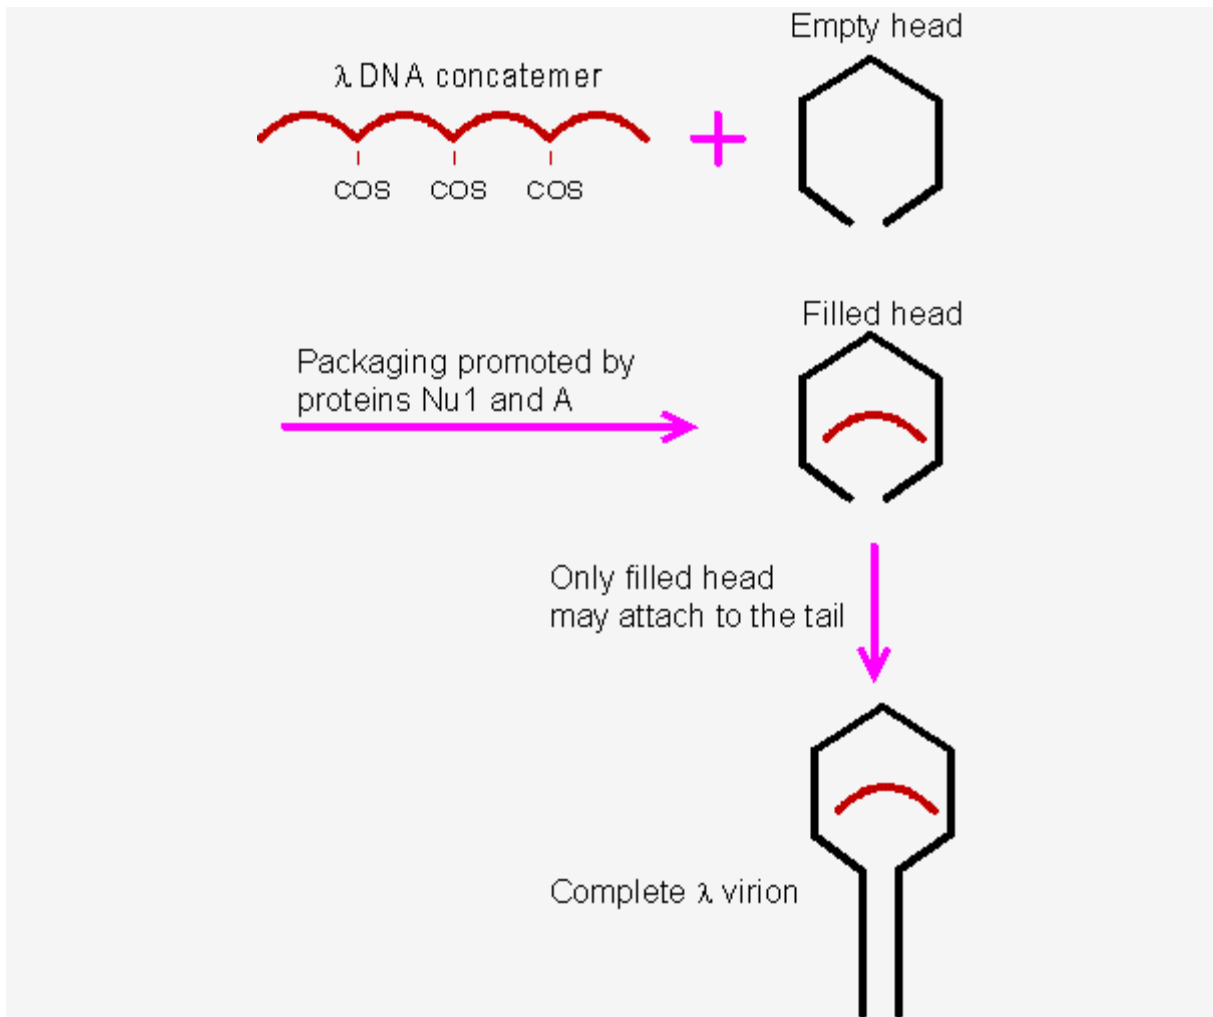 Empty head
λ DNA concatemer
COS COS COS
Filled head
Packaging promoted by
proteins Nu1 and A
Only filled head
may attach to the tail
Complete λ virion